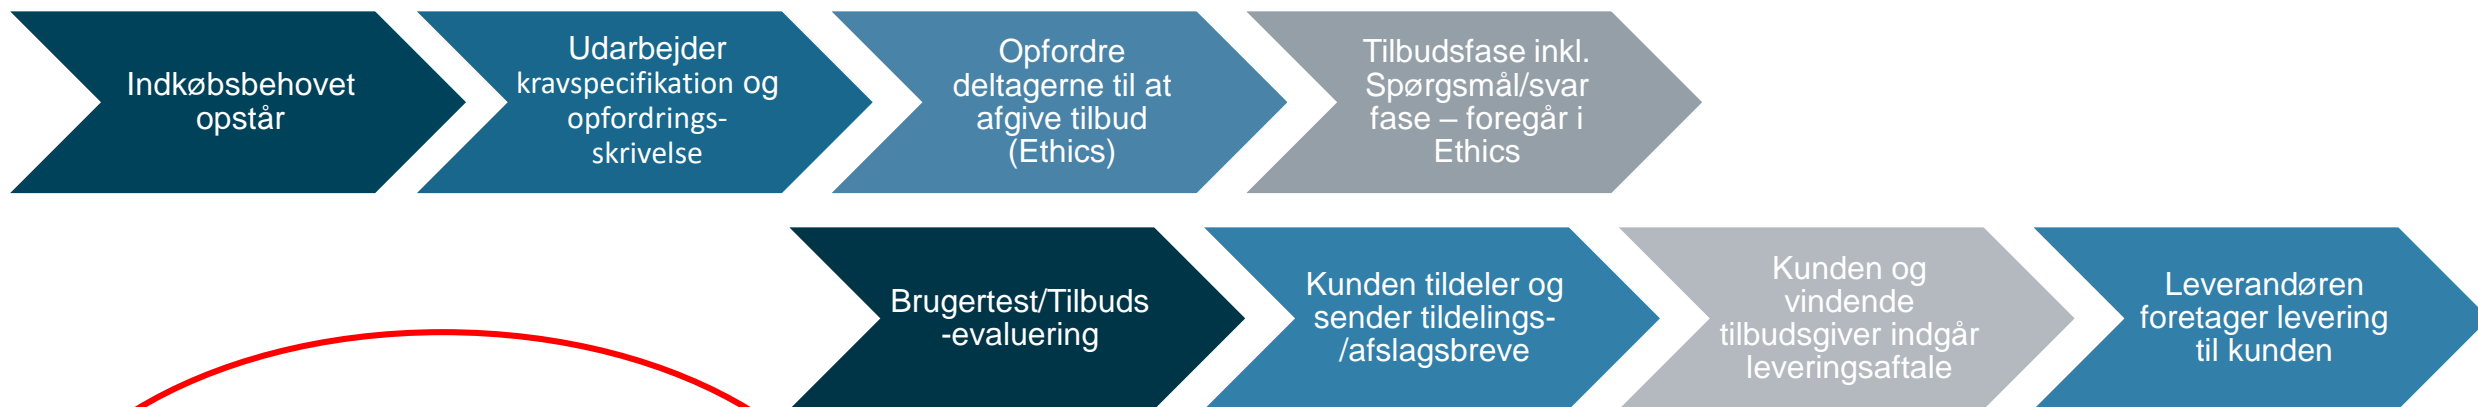 Indkøbsbehovet
opstår
Udarbejder
kravspecifikation og
opfordrings-
skrivelse
Opfordre
deltagerne til at
afgive tilbud
(Ethics)
Tilbudsfase inkl.
Spørgsmål/svar
fase – foregår i
Ethics
Brugertest/Tilbuds
-evaluering
Kunden tildeler og
sender tildelings-
/afslagsbreve
Kunden og
vindende
tilbudsgiver indgår
leveringsaftale
Leverandøren
foretager levering
til kunden